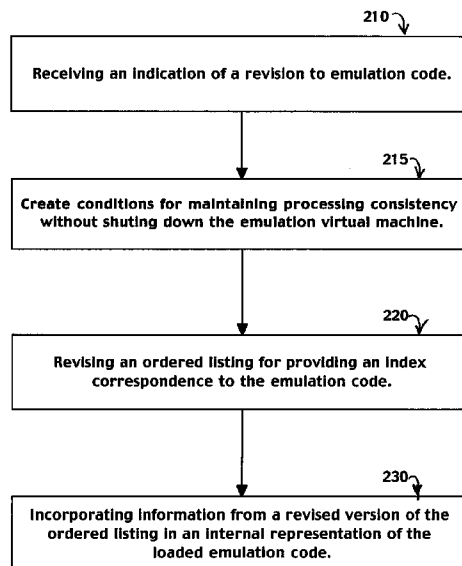 210
Receiving an indication of a revision to emulation code.
215
Create conditions for maintaining processing consistency
without shuting down the emulation virtual machine.
220
Revising an ordered listing for providing an index
correspondence to the emulation code.
230
Incorporating information from a revised version of the
ordered listing in an internal representation of the
loaded emulation code.